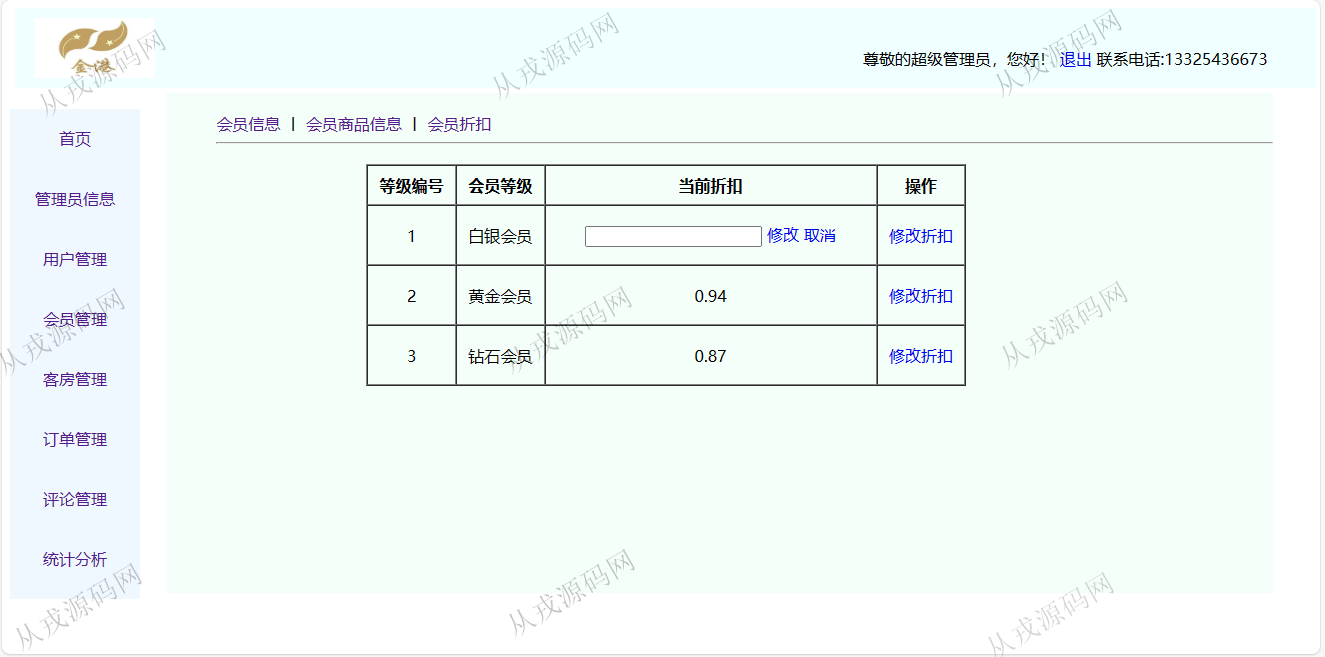 金港
尊敬的超级管理员，您好！ 退出 联系电话:13325436673
首页
管理员信息
用户管理
会员管理
客房管理
订单管理
评论管理
统计分析
会员信息 | 会员商品信息 | 会员折扣
等级编号 会员等级 当前折扣 操作
1 白银会员 修改 取消 修改折扣
2 黄金会员 0.94 修改折扣
3 钻石会员 0.87 修改折扣
从戎源码网
从戎源码网
从戎源码网
从戎源码网
从戎源码网
从戎源码网
从戎源码网
从戎源码网
从戎源码网